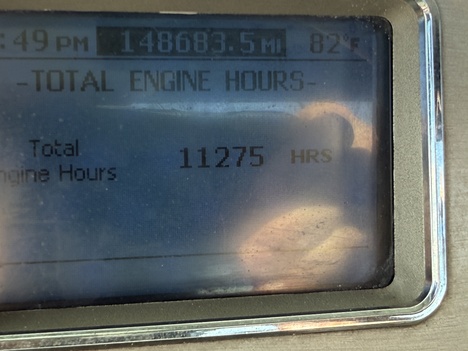 :49 PM 148683.5 MI 82°F
-TOTAL ENGINE HOURS-
Total
ngine Hours 11275 HRS